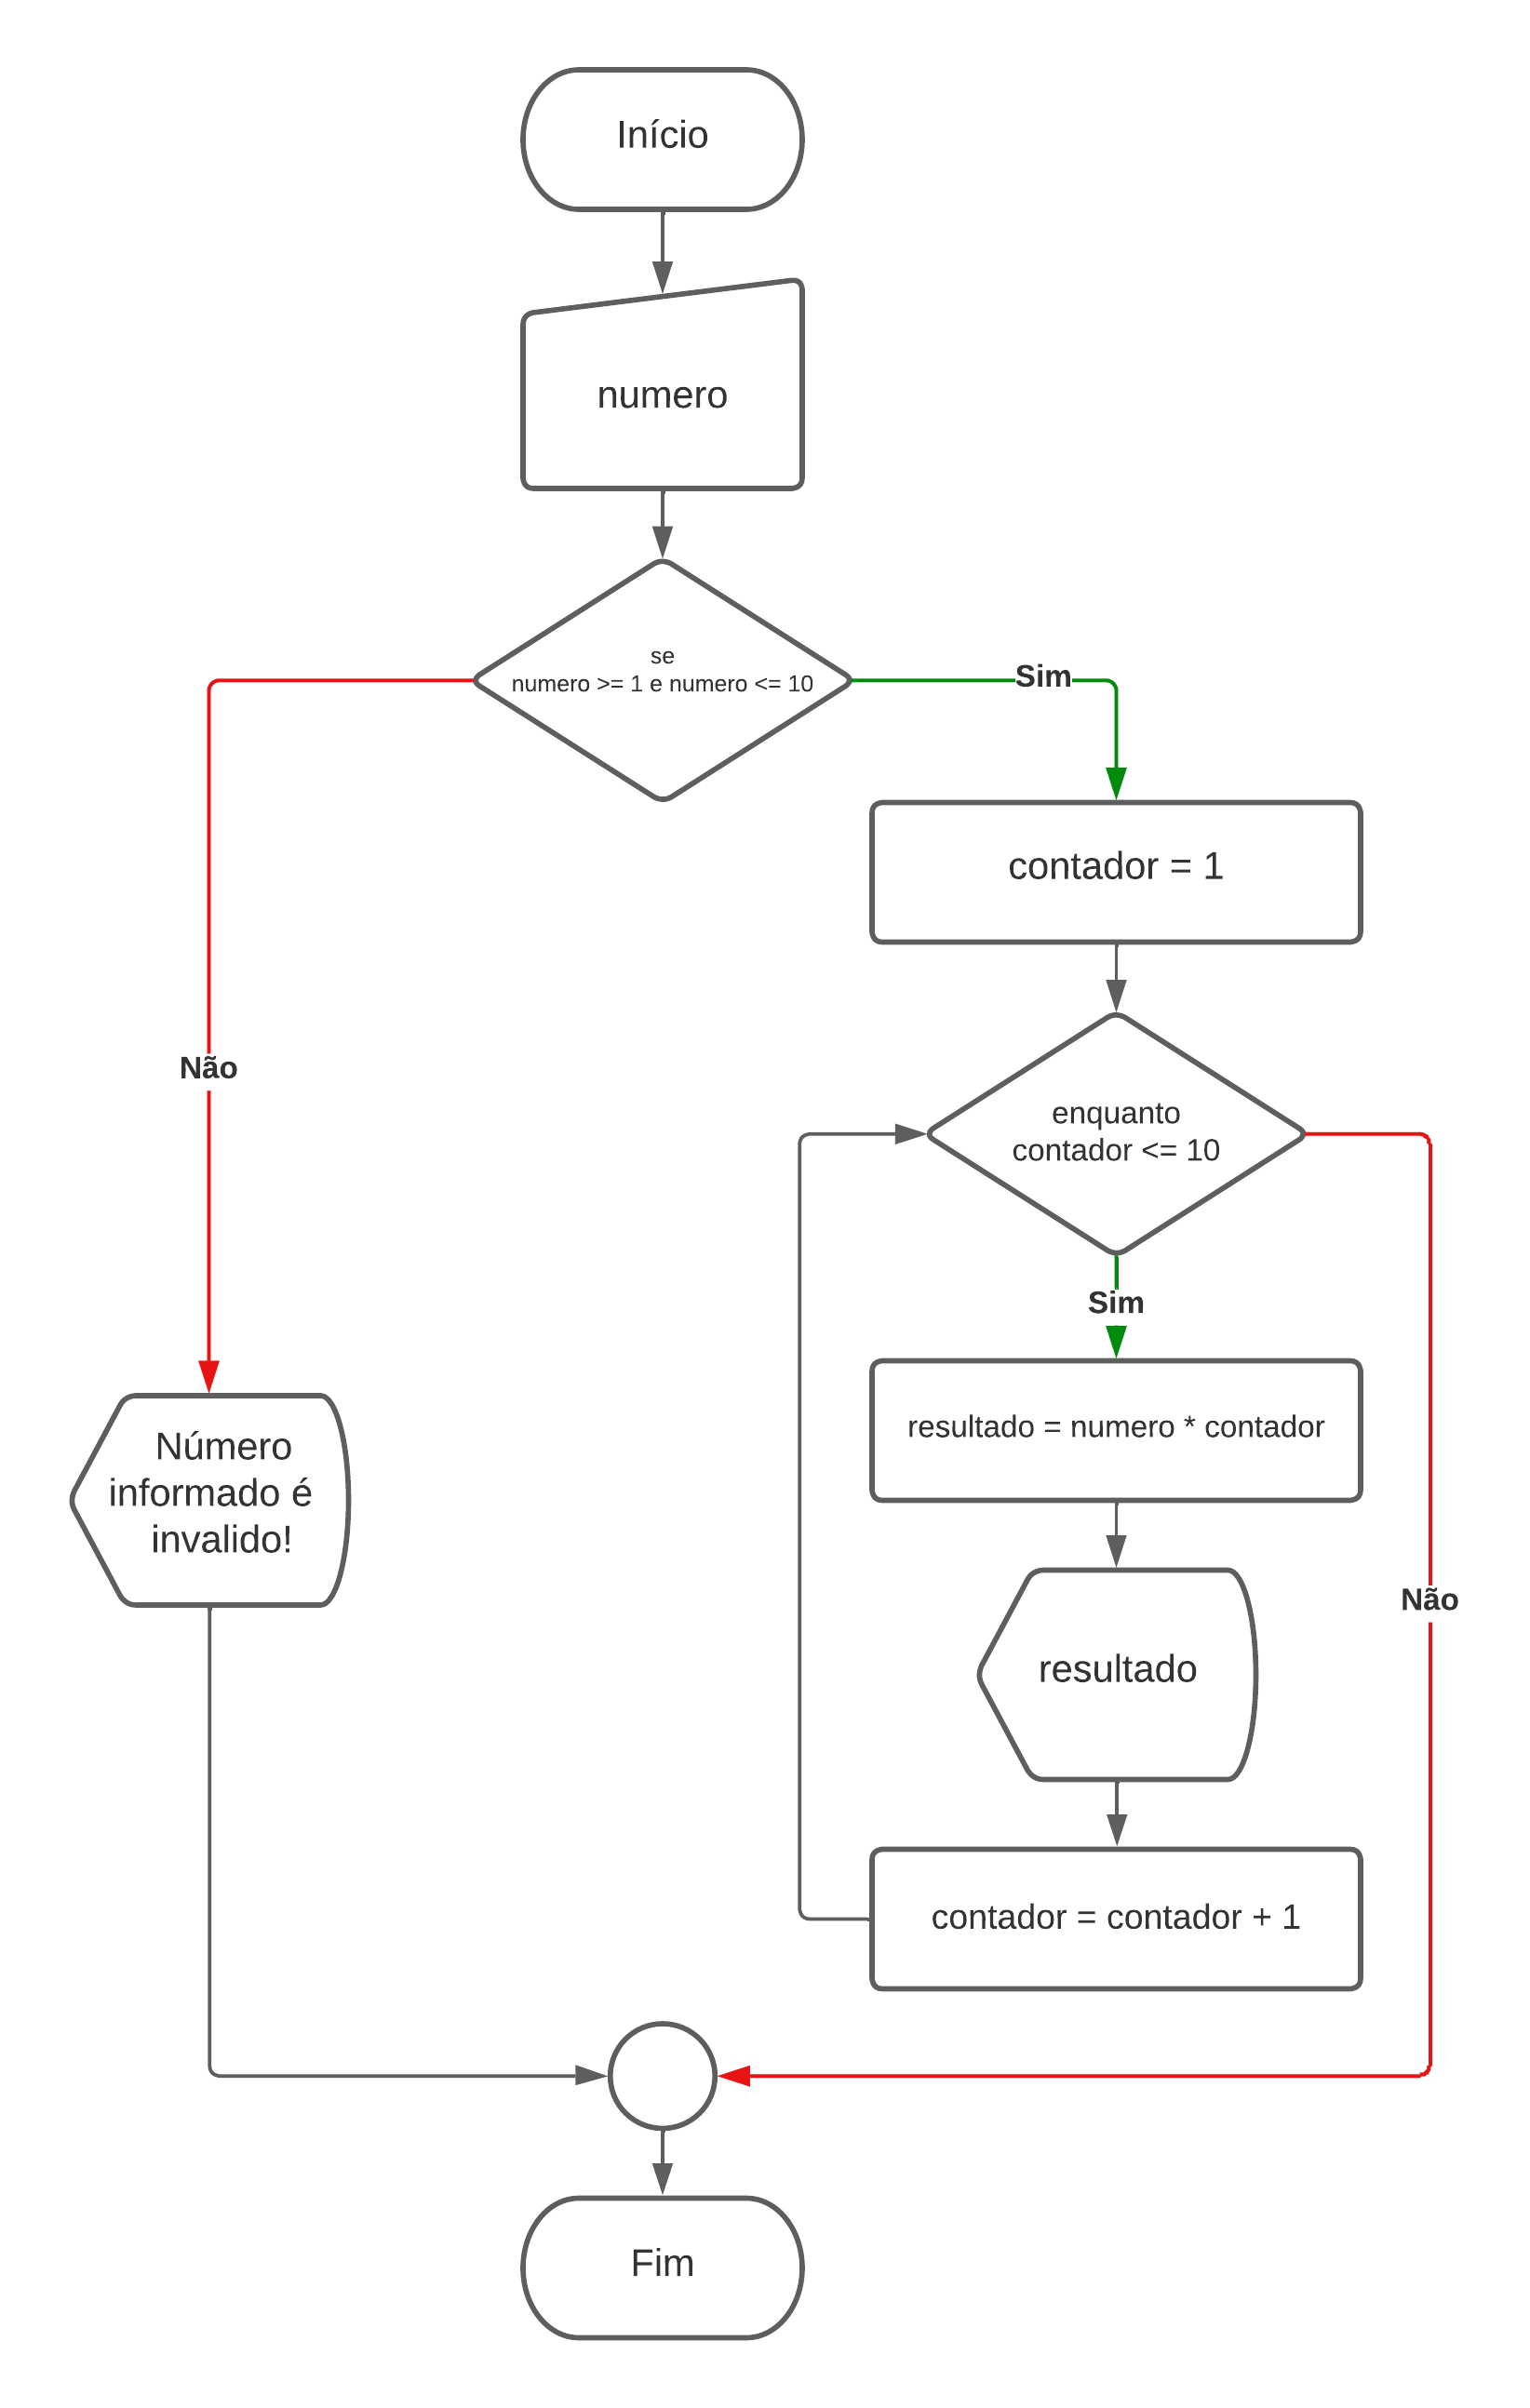 Início
numero
se
numero >= 1 e numero <= 10
Sim
contador = 1
Não
enquanto
contador <= 10
Sim
resultado = numero * contador
Número
informado é
invalido!
Não
resultado
contador = contador + 1
Fim